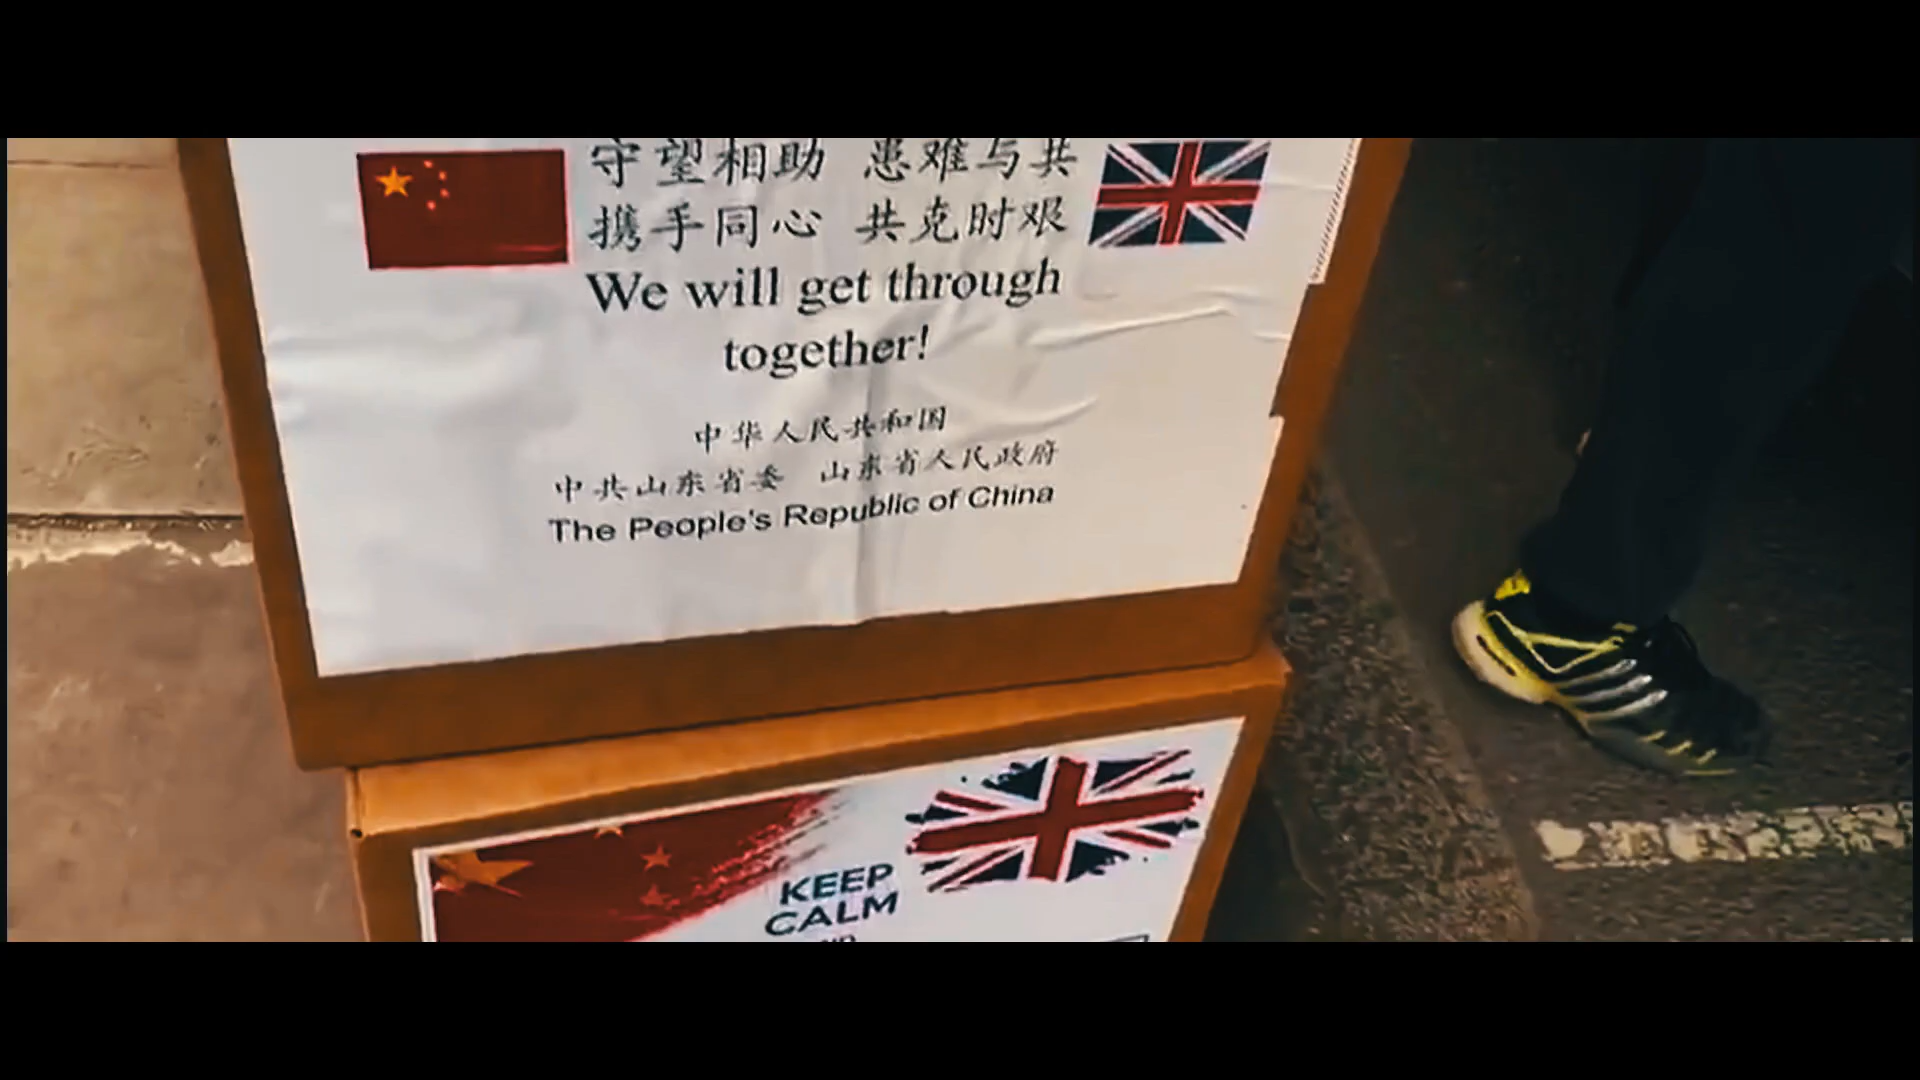 守望相助 患难与共
携手同心 共克时艰
We will get through
together!
中华人民共和国
中共山东省委 山东省人民政府
The People's Republic of China
KEEP
CALM